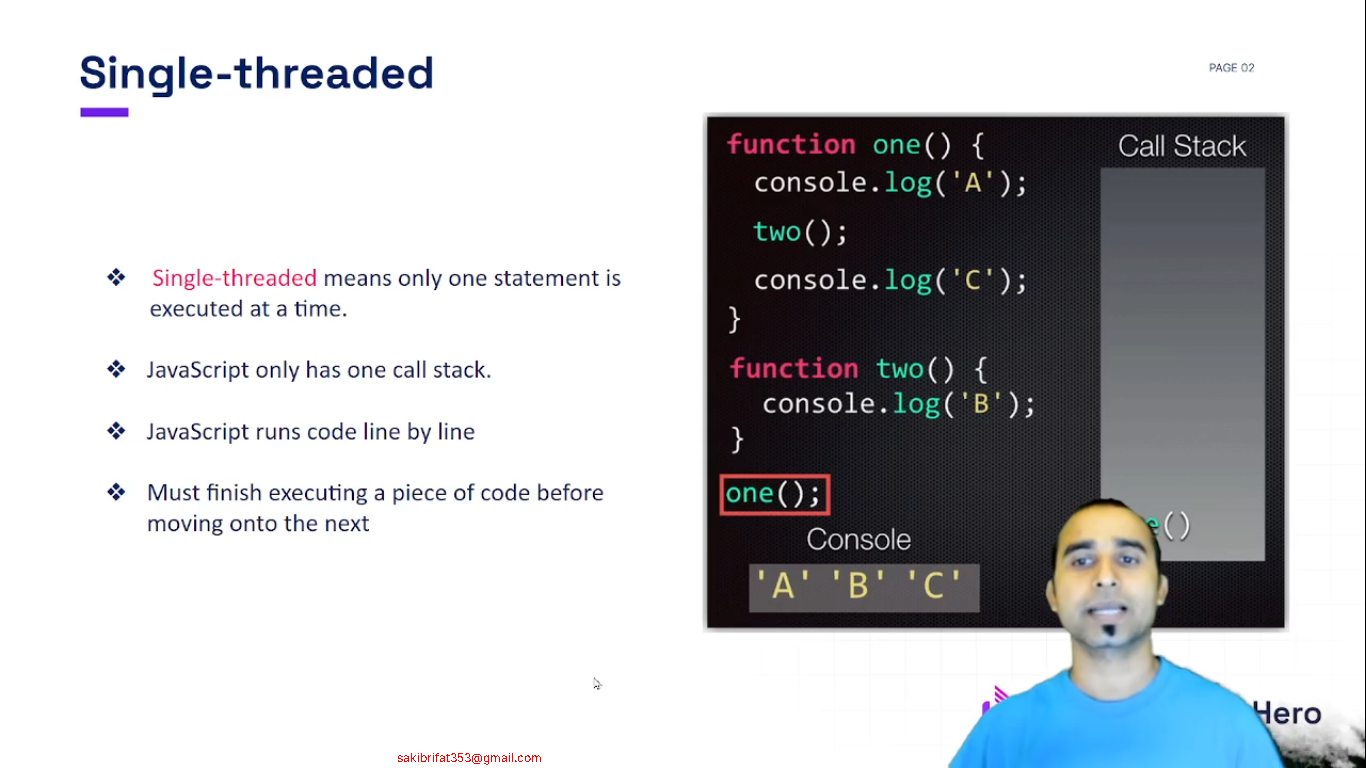 Single-threaded
PAGE 02
Single-threaded means only one statement is
executed at a time.
JavaScript only has one call stack.
JavaScript runs code line by line
Must finish executing a piece of code before
moving onto the next
function one() {
console.log('A');
two();
console.log('C');
}
function two() {
console.log('B');
}
one();
Console
'A' 'B' 'C'
Call Stack
Hero
sakibrifat353@gmail.com